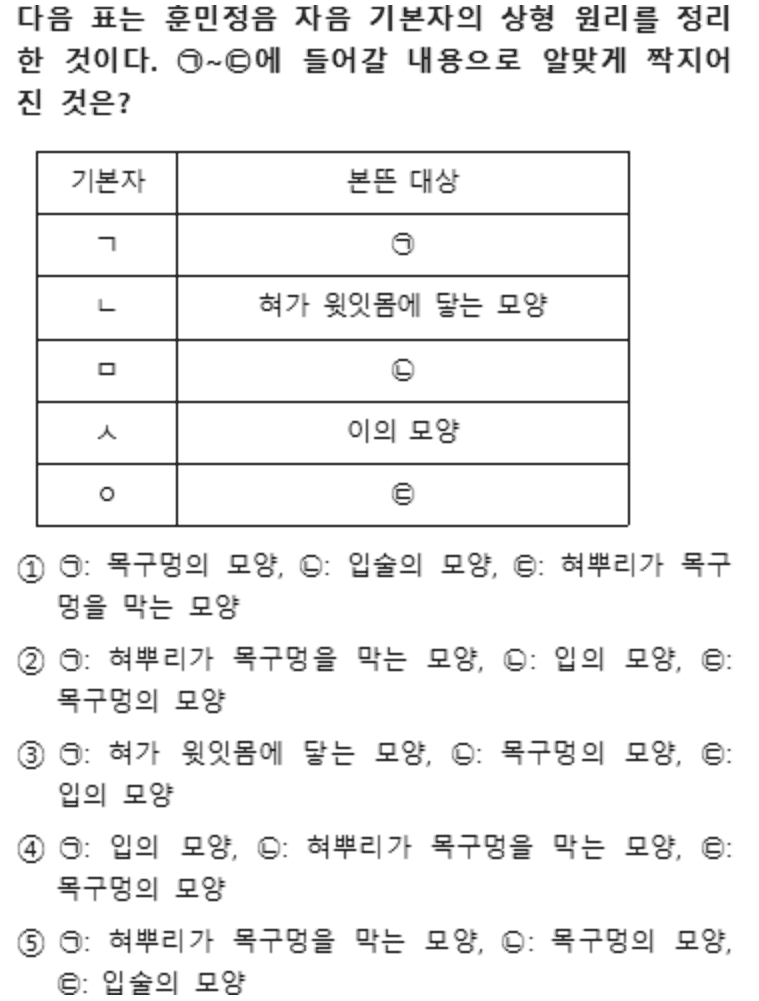 다음 표는 훈민정음 자음 기본자의 상형 원리를 정리
한 것이다. ㉠~㉢에 들어갈 내용으로 알맞게 짝지어
진 것은?
기본자 본뜬 대상
ㄱ ㉠
ㄴ 혀가 윗잇몸에 닿는 모양
ㅁ ㉡
ㅅ 이의 모양
ㅇ ㉢
① ㉠: 목구멍의 모양, ㉡: 입술의 모양, ㉢: 혀뿌리가 목구
멍을 막는 모양
② ㉠: 혀뿌리가 목구멍을 막는 모양, ㉡: 입의 모양, ㉢:
목구멍의 모양
③ ㉠: 혀가 윗잇몸에 닿는 모양, ㉡: 목구멍의 모양, ㉢:
입의 모양
④ ㉠: 입의 모양, ㉡: 혀뿌리가 목구멍을 막는 모양, ㉢:
목구멍의 모양
⑤ ㉠: 혀뿌리가 목구멍을 막는 모양, ㉡: 목구멍의 모양,
㉢: 입술의 모양